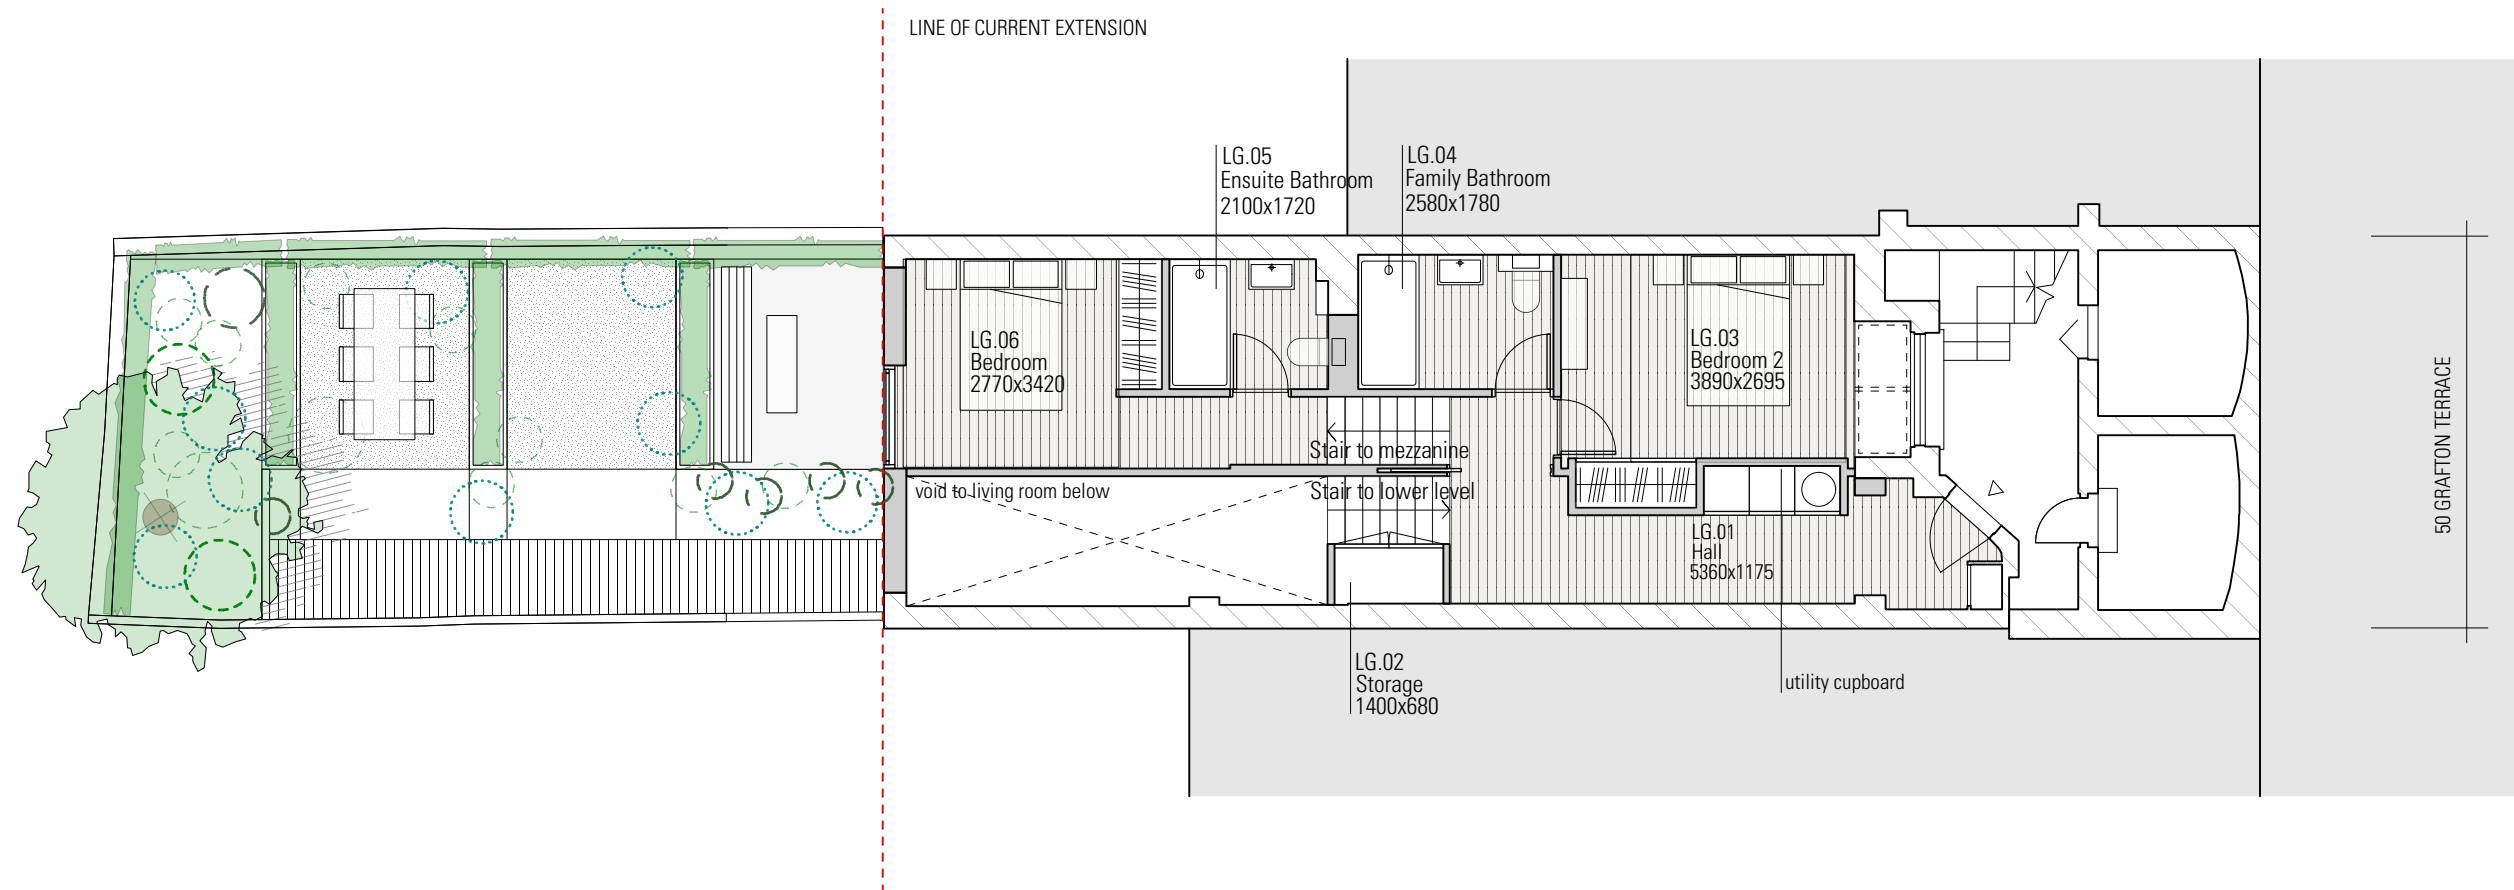 LINE OF CURRENT EXTENSION
LG.05
Ensuite Bathroom
2100x1720
LG.04
Family Bathroom
2580x1780
LG.06
Bedroom
2770x3420
LG.03
Bedroom 2
3890x2695
Stair to mezzanine
void to living room below
Stair to lower level
LG.01
Hall
5360x1175
LG.02
Storage
1400x680
utility cupboard
50 GRAFTON TERRACE